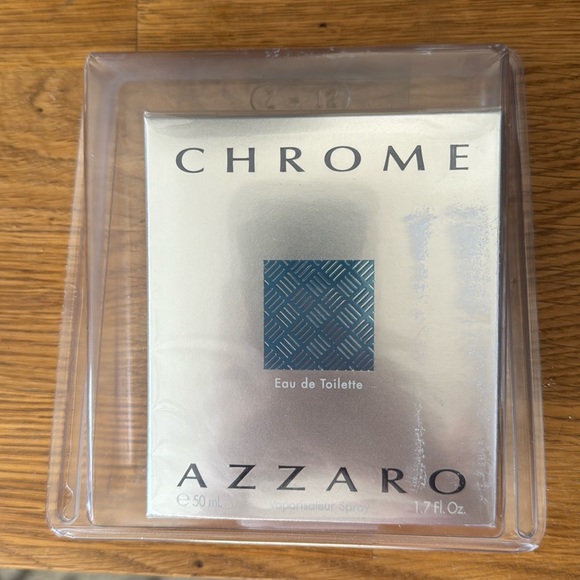 CHROME
Eau de Toilette
AZZARO
e 50 mL Vaporisateur Spray 1.7 Fl. Oz.